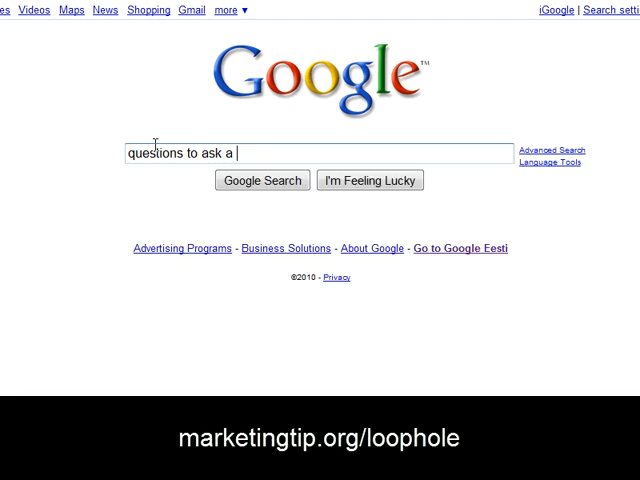 es Videos Maps News Shopping Gmail more ▼ iGoogle | Search setti
Google™
questions to ask a
Advanced Search
Language Tools
Google Search I'm Feeling Lucky
Advertising Programs - Business Solutions - About Google - Go to Google Eesti
©2010 - Privacy
marketingtip.org/loophole